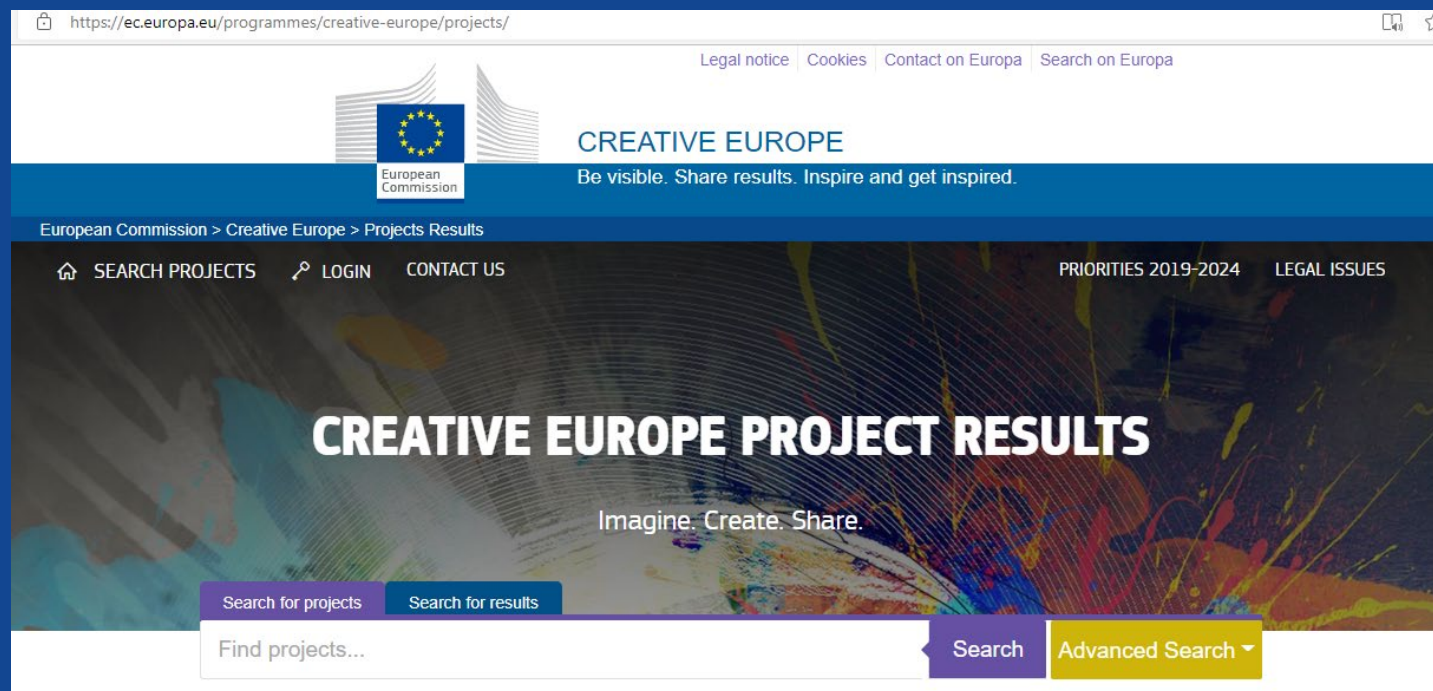 https://ec.europa.eu/programmes/creative-europe/projects/
Legal notice Cookies Contact on Europa Search on Europa
European
Commission
CREATIVE EUROPE
Be visible. Share results. Inspire and get inspired.
European Commission > Creative Europe > Projects Results
SEARCH PROJECTS LOGIN CONTACT US PRIORITIES 2019-2024 LEGAL ISSUES
CREATIVE EUROPE PROJECT RESULTS
Imagine. Create. Share.
Search for projects Search for results
Find projects... Search Advanced Search